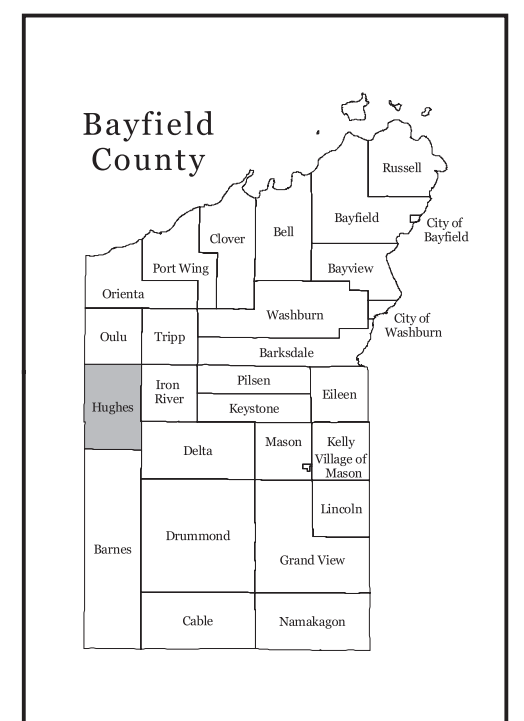 Bayfield
County
Russell
Bayfield
City of
Bayfield
Clover
Bell
Port Wing
Bayview
Orienta
Washburn
City of
Washburn
Oulu
Tripp
Barksdale
Iron
River
Pilsen
Eileen
Hughes
Keystone
Delta
Mason
Kelly
Village of
Mason
Lincoln
Drummond
Barnes
Grand View
Cable
Namakagon